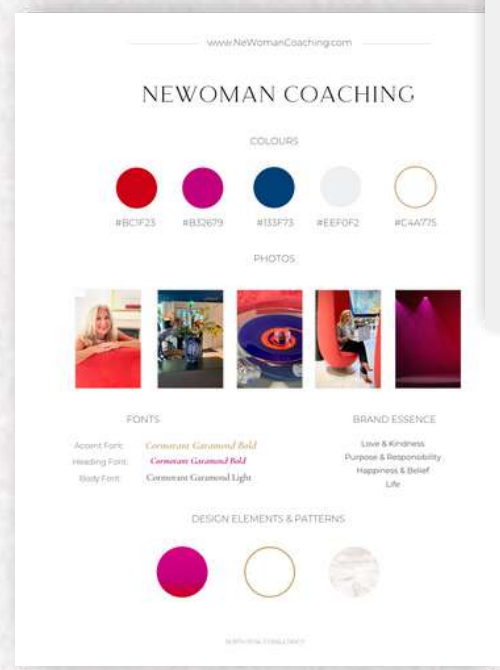 www.NeWomanCoaching.com
NEWOMAN COACHING
COLOURS
#BC1F23 #B32679 #133F73 #EEF0F2 #C4A775
PHOTOS
FONTS
Accent Font: Cormorant Garamond Bold
Heading Font: Cormorant Garamond Bold
Body Font: Cormorant Garamond Light
BRAND ESSENCE
Love & Kindness
Purpose & Responsibility
Happiness & Belief
Life
DESIGN ELEMENTS & PATTERNS